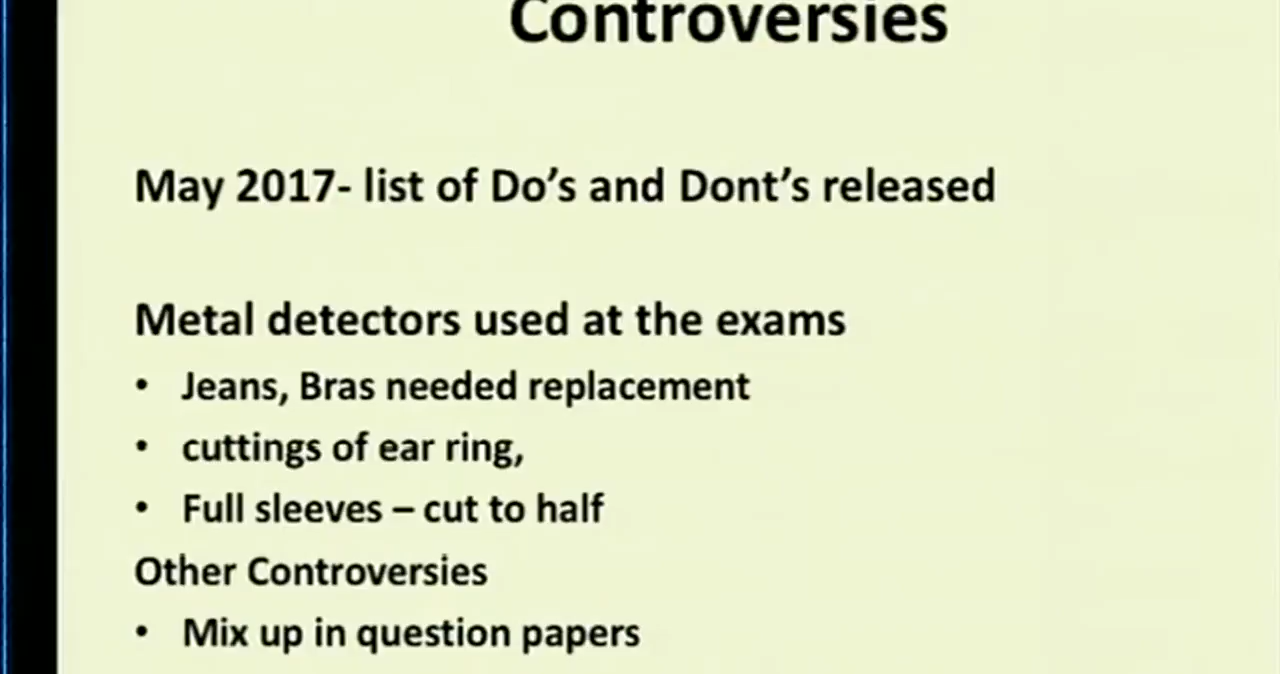 Controversies
May 2017- list of Do's and Dont's released
Metal detectors used at the exams
• Jeans, Bras needed replacement
• cuttings of ear ring,
• Full sleeves – cut to half
Other Controversies
• Mix up in question papers